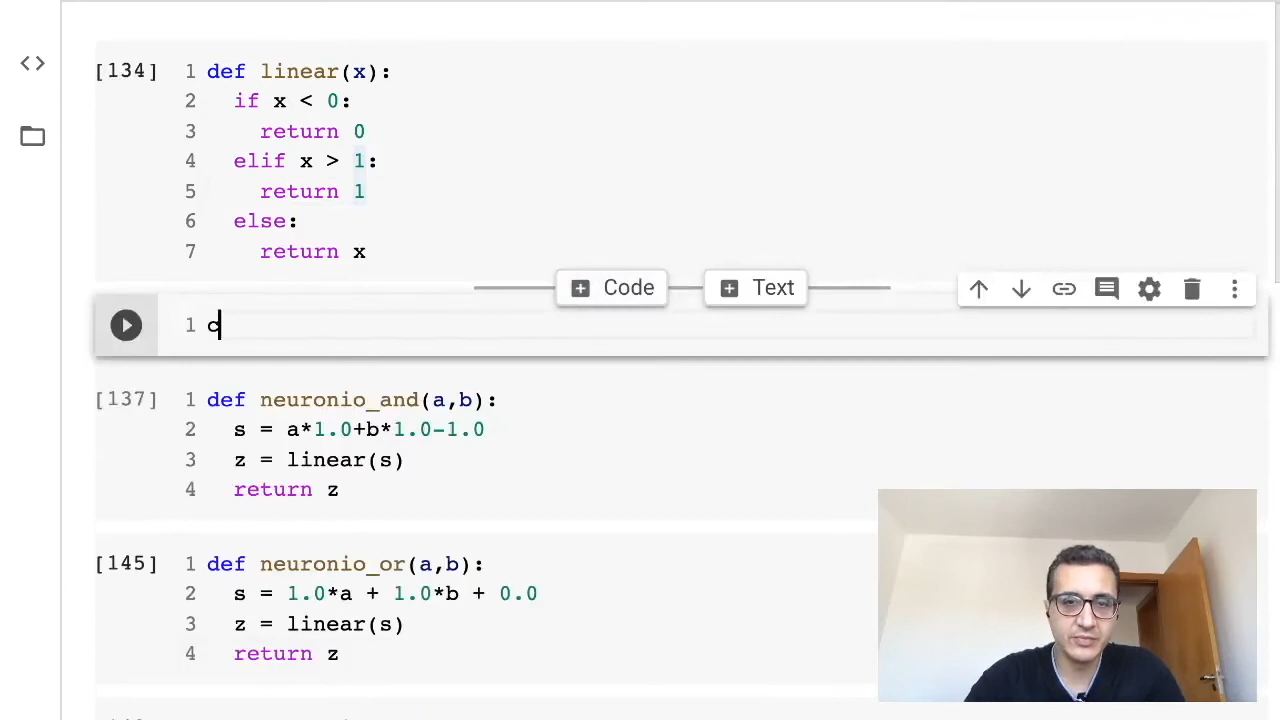 [134] 1 def linear(x):
2   if x < 0:
3     return 0
4   elif x > 1:
5     return 1
6   else:
7     return x
Code Text
1 c
[137] 1 def neuronio_and(a,b):
2   s = a*1.0+b*1.0-1.0
3   z = linear(s)
4   return z
[145] 1 def neuronio_or(a,b):
2   s = 1.0*a + 1.0*b + 0.0
3   z = linear(s)
4   return z